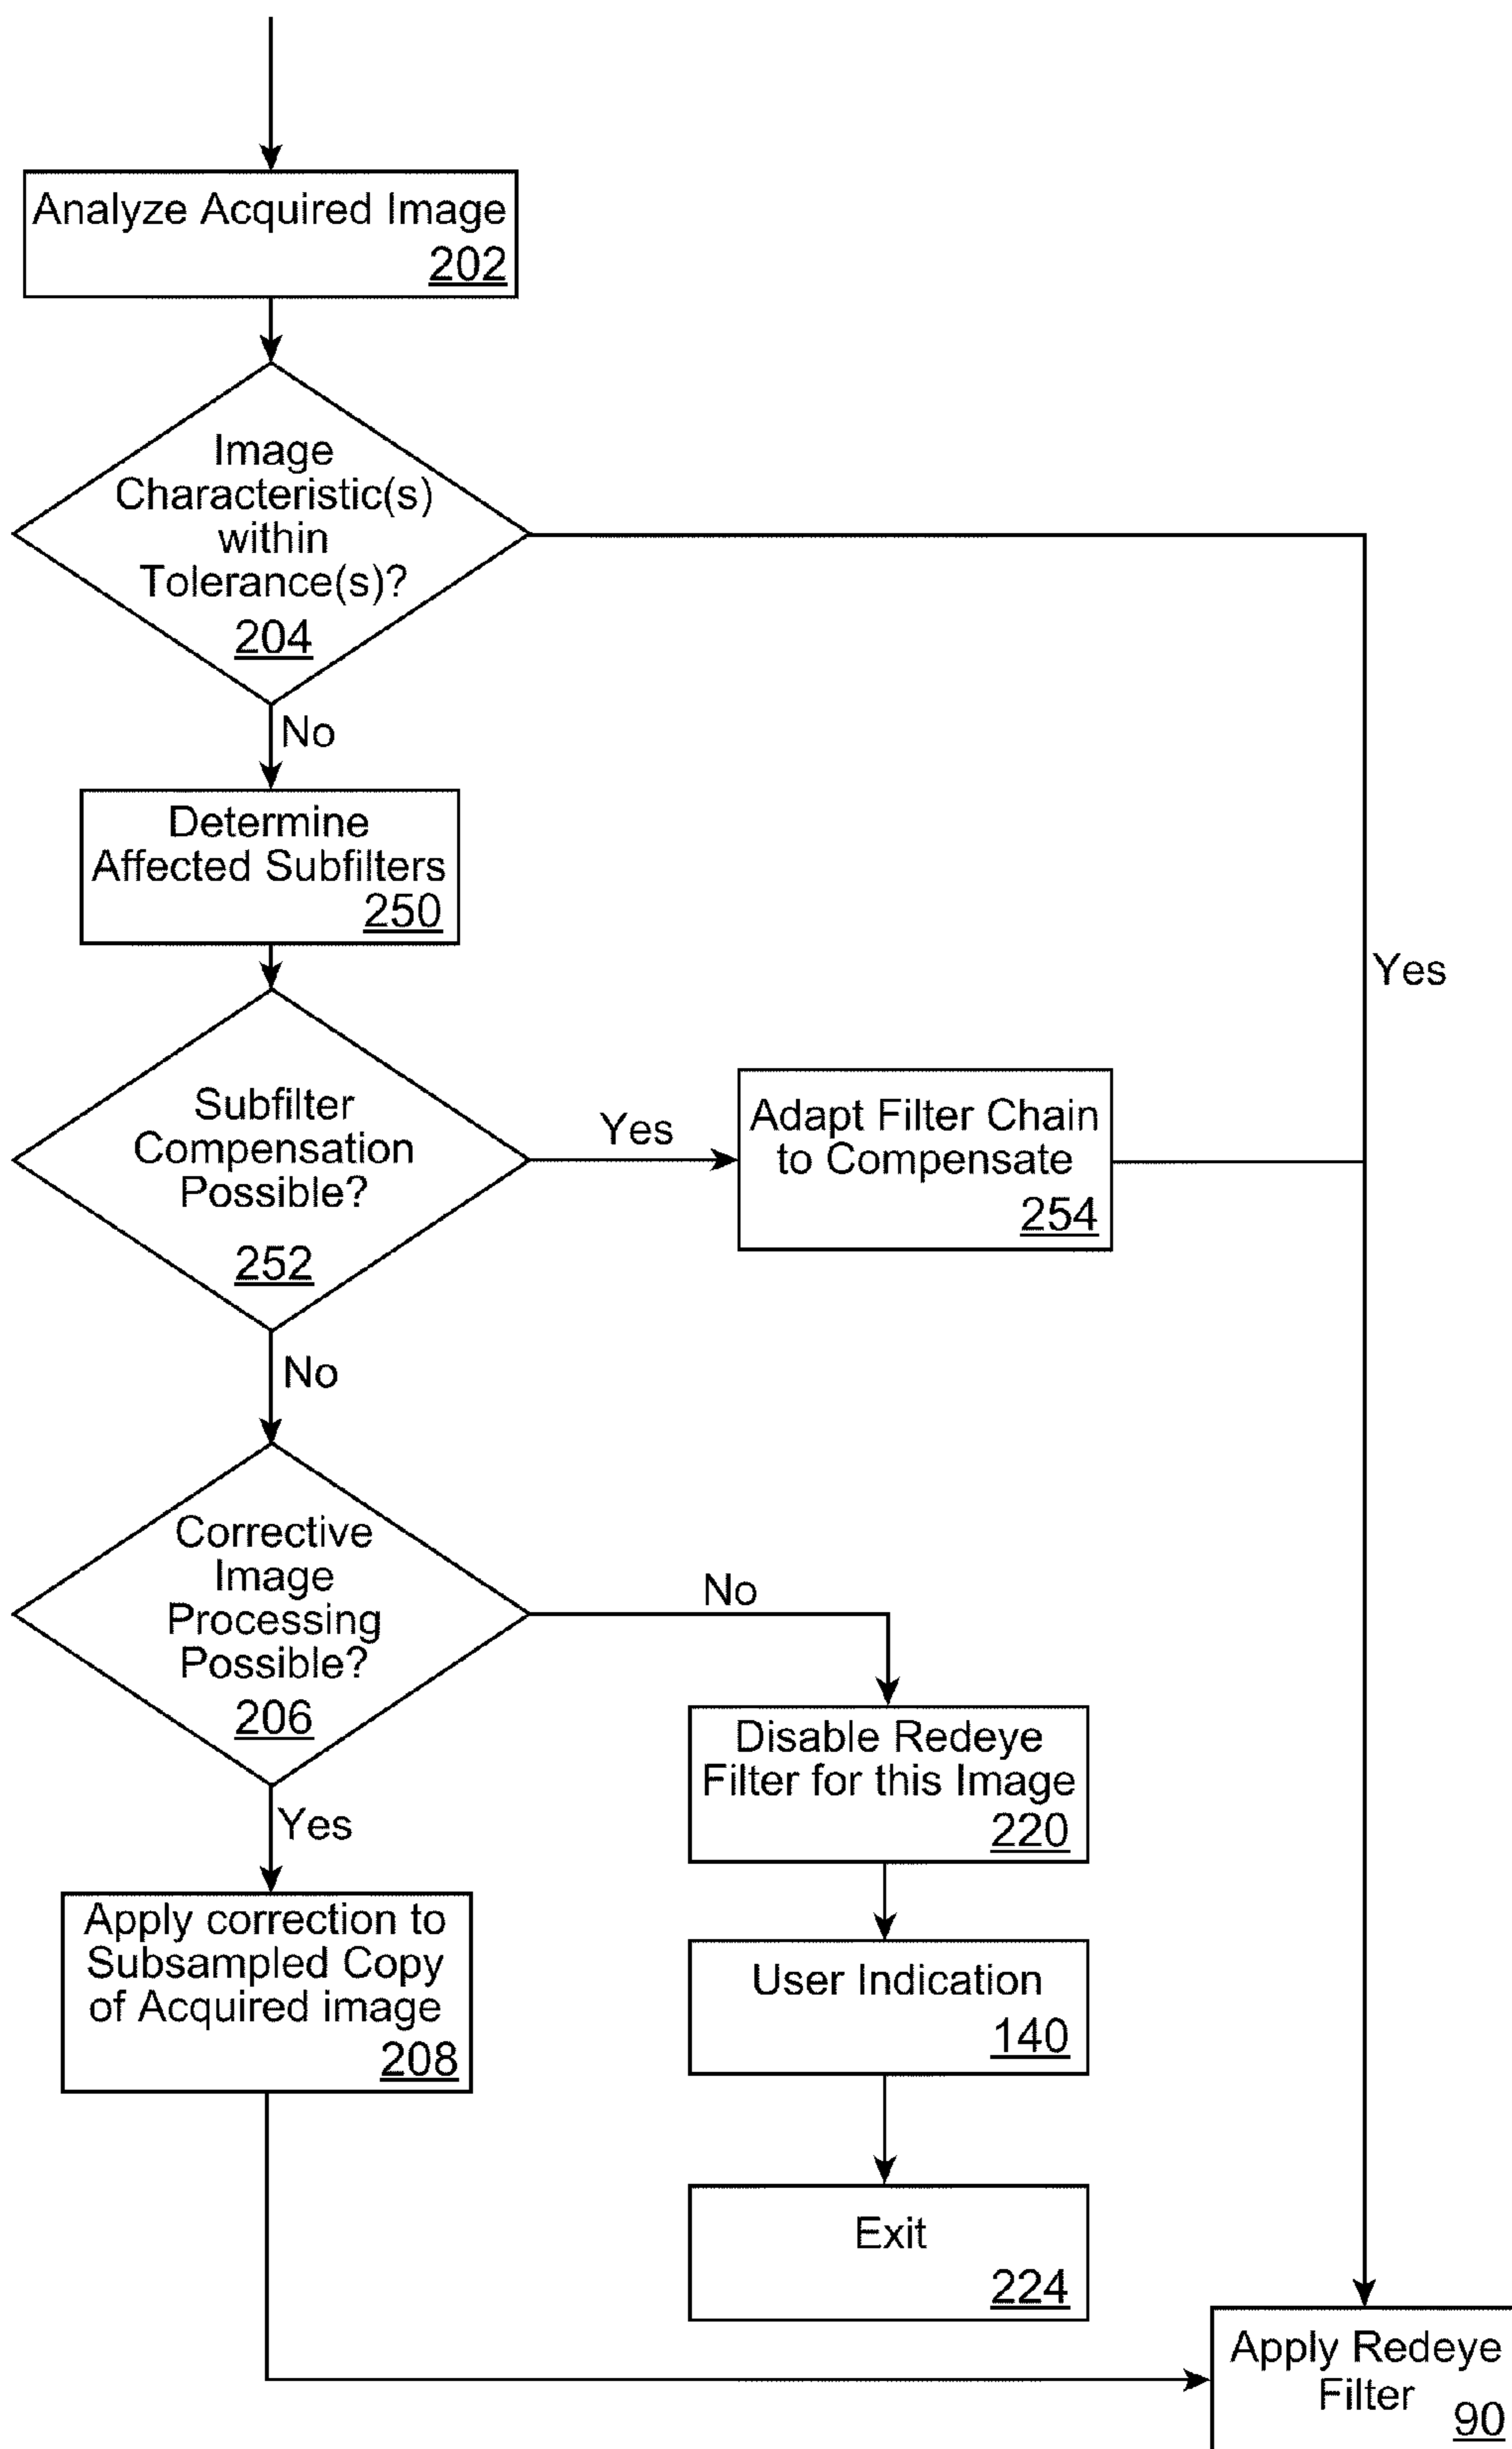 Analyze Acquired Image
202
Image
Characteristic(s)
within
Tolerance(s)?
204
No
Determine
Affected Subfilters
250
Yes
Subfilter
Compensation
Possible?
252
Yes
Adapt Filter Chain
to Compensate
254
No
Corrective
Image
Processing
Possible?
206
No
Disable Redeye
Filter for this Image
220
Yes
Apply correction to
Subsampled Copy
of Acquired image
208
User Indication
140
Exit
224
Apply Redeye
Filter
90